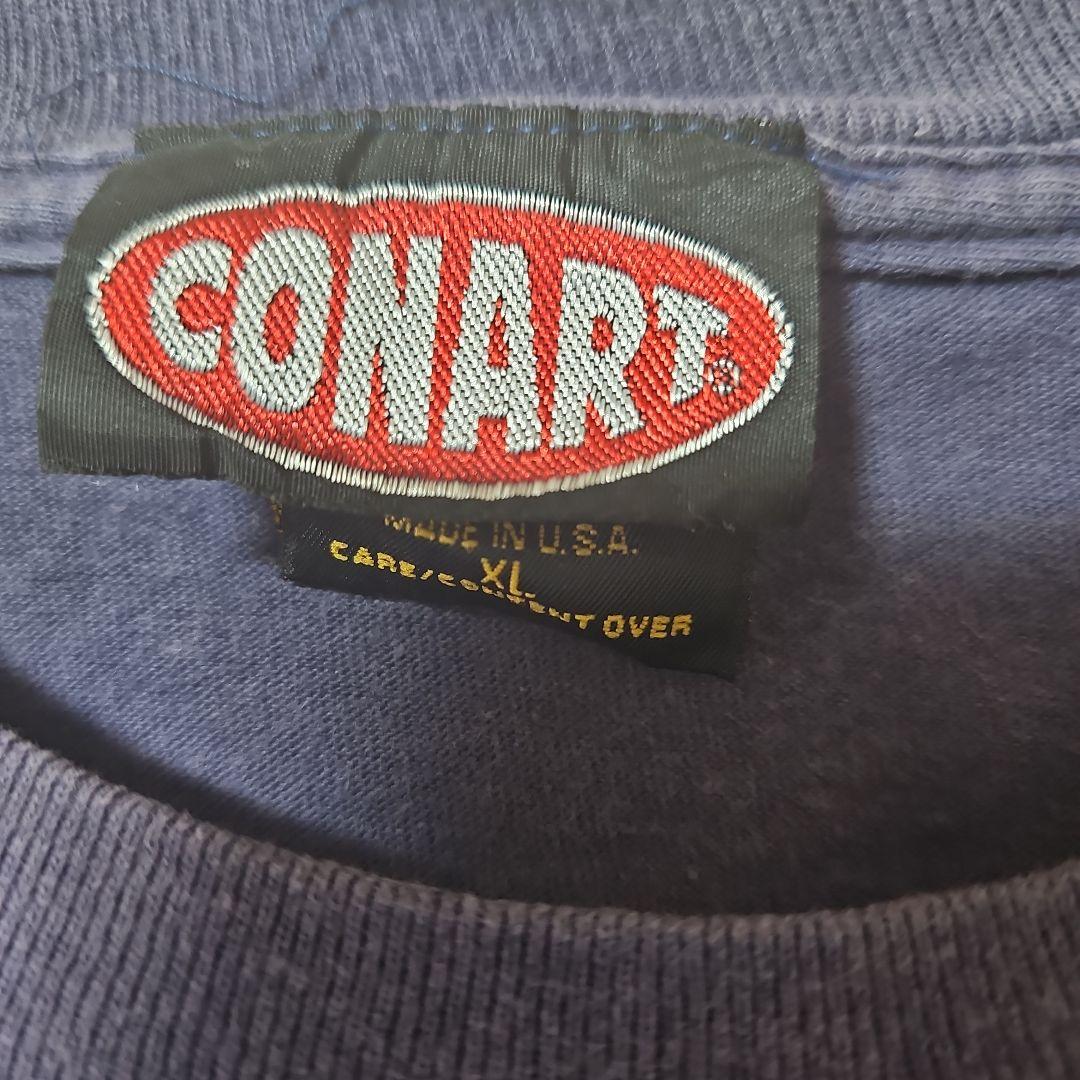 CONART®
MADE IN U.S.A.
XL
CARE/CONTENT OVER